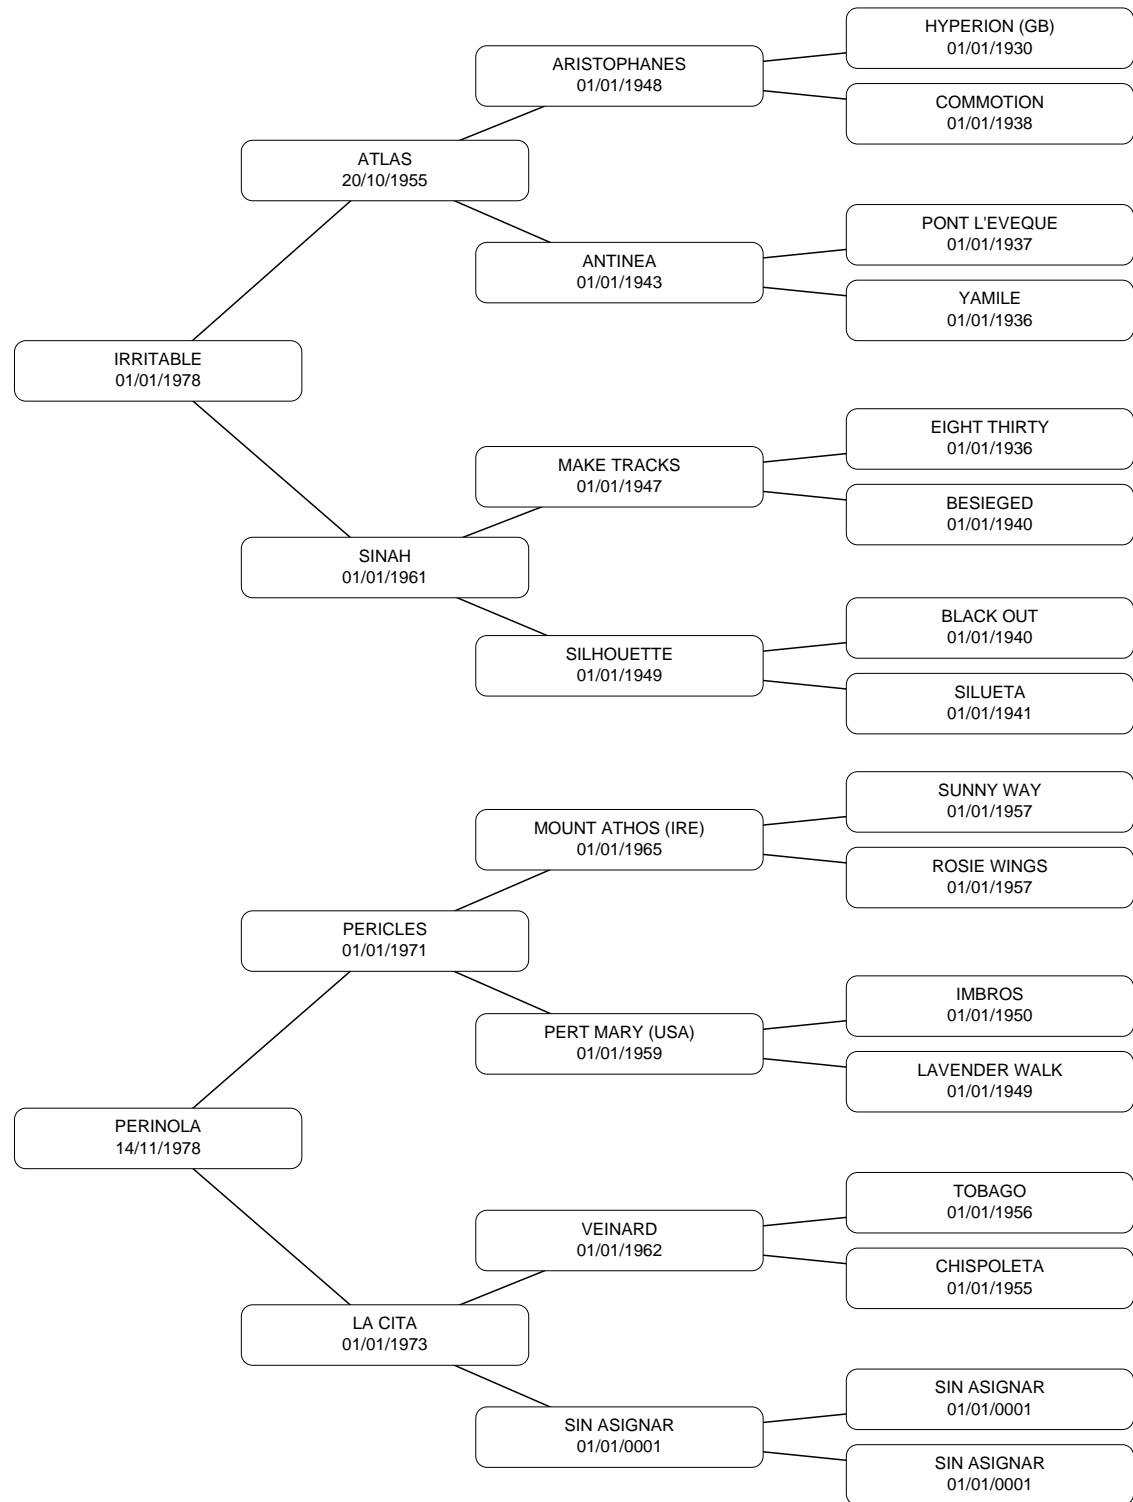 HYPERION (GB)
01/01/1930
ARISTOPHANES
01/01/1948
COMMOTION
01/01/1938
ATLAS
20/10/1955
PONT L'EVEQUE
01/01/1937
ANTINEA
01/01/1943
YAMILE
01/01/1936
IRRITABLE
01/01/1978
EIGHT THIRTY
01/01/1936
MAKE TRACKS
01/01/1947
BESIEGED
01/01/1940
SINAH
01/01/1961
BLACK OUT
01/01/1940
SILHOUETTE
01/01/1949
SILUETA
01/01/1941
SUNNY WAY
01/01/1957
MOUNT ATHOS (IRE)
01/01/1965
ROSIE WINGS
01/01/1957
PERICLES
01/01/1971
IMBROS
01/01/1950
PERT MARY (USA)
01/01/1959
LAVENDER WALK
01/01/1949
PERINOLA
14/11/1978
TOBAGO
01/01/1956
VEINARD
01/01/1962
CHISPOLETA
01/01/1955
LA CITA
01/01/1973
SIN ASIGNAR
01/01/0001
SIN ASIGNAR
01/01/0001
SIN ASIGNAR
01/01/0001